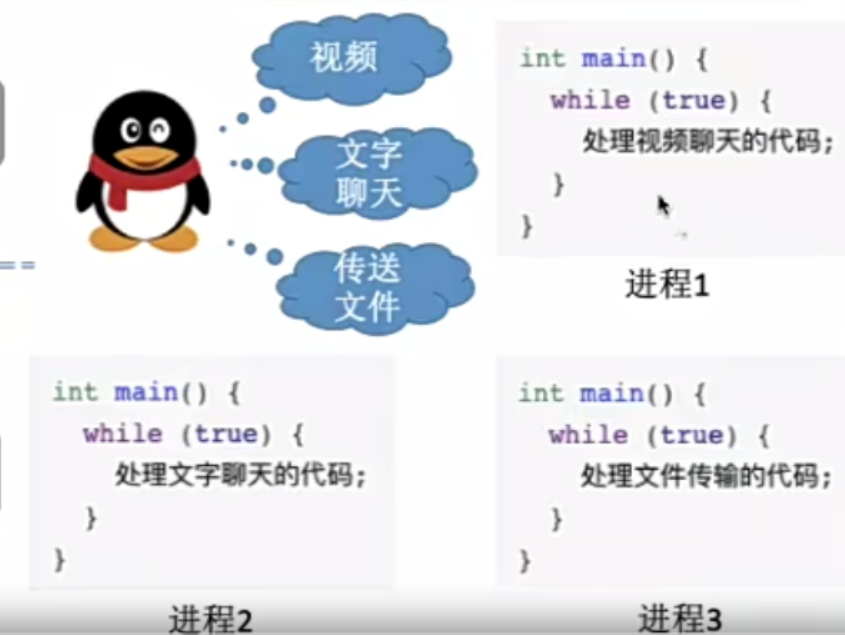 视频
文字
聊天
传送
文件
int main() {
while (true) {
处理视频聊天的代码;
}
}
进程1
int main() {
while (true) {
处理文字聊天的代码;
}
}
进程2
int main() {
while (true) {
处理文件传输的代码;
}
}
进程3